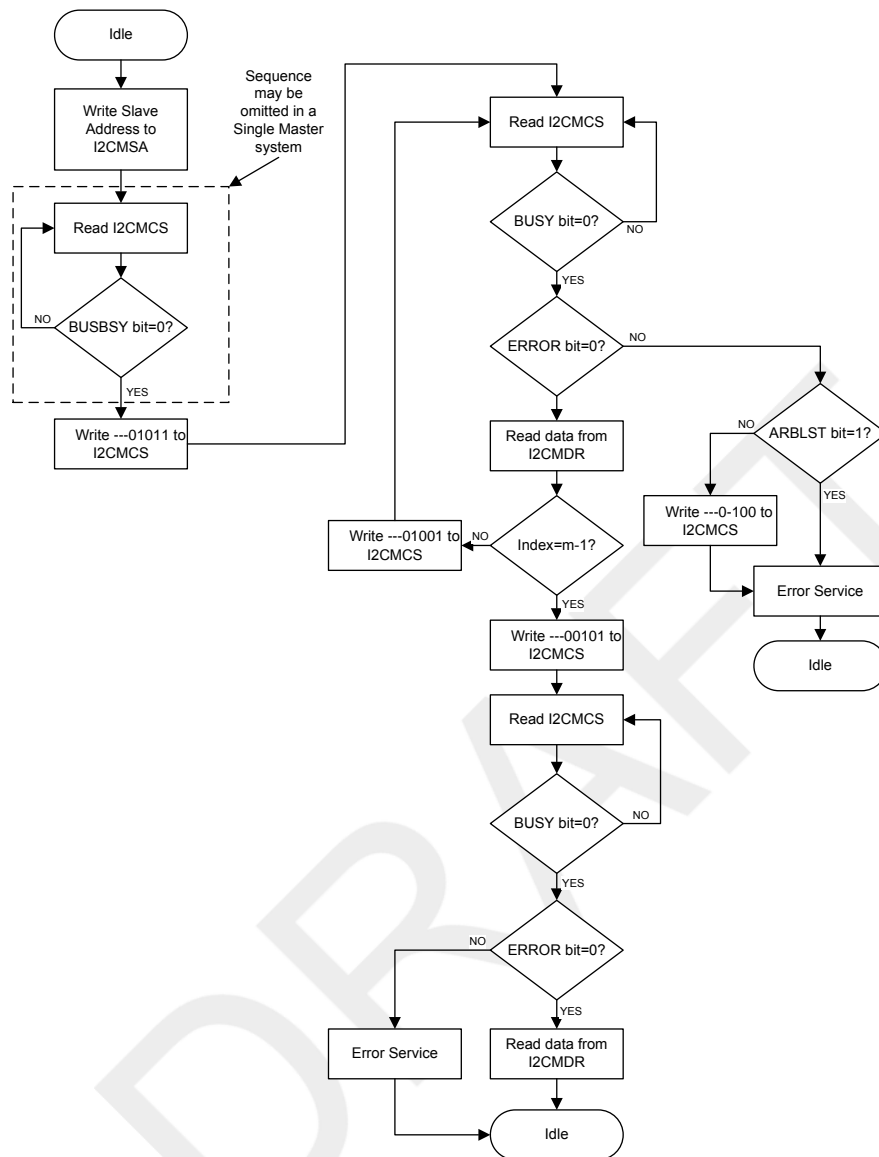 Idle
Write Slave
Address to
I2CMSA
Sequence
may be
omitted in a
Single Master
system
Read I2CMCS
BUSBSY bit=0?
NO
YES
Write ---01011 to
I2CMCS
Read I2CMCS
BUSY bit=0?
NO
YES
ERROR bit=0?
NO
YES
Read data from
I2CMDR
ARBLST bit=1?
NO
YES
Write ---0-100 to
I2CMCS
Error Service
Idle
Index=m-1?
NO
Write ---01001 to
I2CMCS
YES
Write ---00101 to
I2CMCS
Read I2CMCS
BUSY bit=0?
NO
YES
ERROR bit=0?
NO
YES
Error Service
Read data from
I2CMDR
Idle
DRAFT